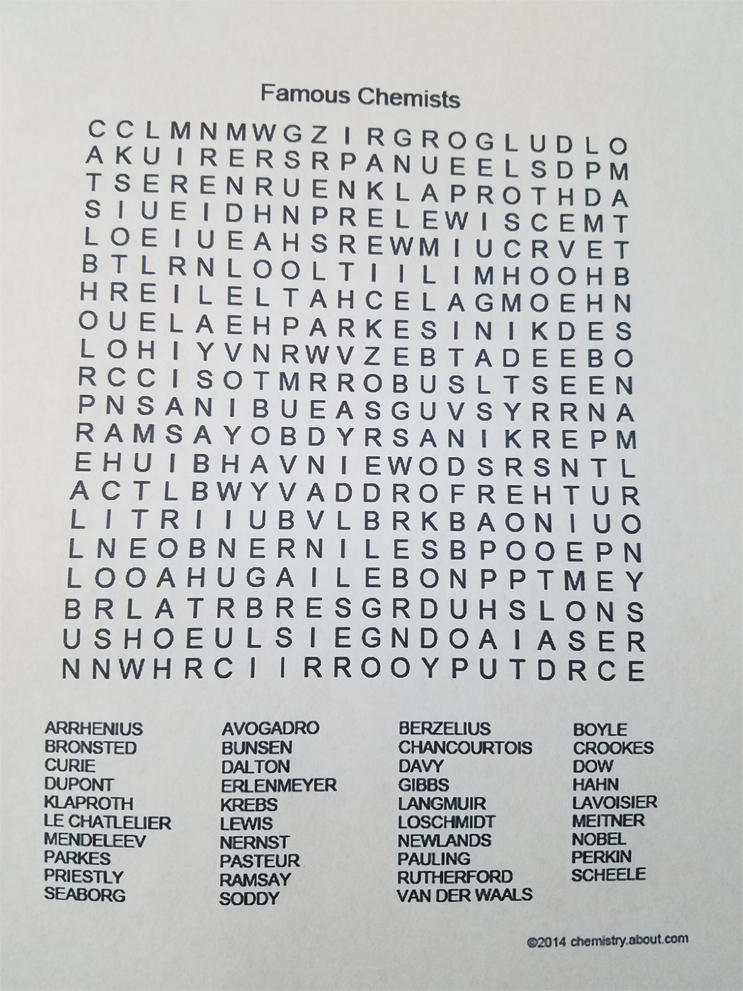 Famous Chemists
C C L M N M W G Z I R G R O G L U D L O
A K U I R E R S R P A N U E E L S D P M
T S E R E N R U E N K L A P R O T H D A
S I U E I D H N P R E L E W I S C E M T
L O E I U E A H S R E W M I U C R V E T
B T L R N L O O L T I I L I M H O O H B
H R E I L E L T A H C E L A G M O E H N
O U E L A E H P A R K E S I N I K D E S
L O H I Y V N R W V Z E B T A D E E B O
R C C I S O T M R R O B U S L T S E E N
P N S A N I B U E A S G U V S Y R R N A
R A M S A Y O B D Y R S A N I K R E P M
E H U I B H A V N I E W O D S R S N T L
A C T L B W Y V A D D R O F R E H T U R
L I T R I I U B V L B R K B A O N I U O
L N E O B N E R N I L E S B P O O E P N
L O O A H U G A I L E B O N P P T M E Y
B R L A T R B R E S G R D U H S L O N S
U S H O E U L S I E G N D O A I A S E R
N N W H R C I I R R O O Y P U T D R C E
ARRHENIUS AVOGADRO BERZELIUS BOYLE
BRONSTED BUNSEN CHANCOURTOIS CROOKES
CURIE DALTON DAVY DOW
DUPONT ERLENMEYER GIBBS HAHN
KLAPROTH KREBS LANGMUIR LAVOISIER
LE CHATLELIER LEWIS LOSCHMIDT MEITNER
MENDELEEV NERNST NEWLANDS NOBEL
PARKES PASTEUR PAULING PERKIN
PRIESTLY RAMSAY RUTHERFORD SCHEELE
SEABORG SODDY VAN DER WAALS
©2014 chemistry.about.com